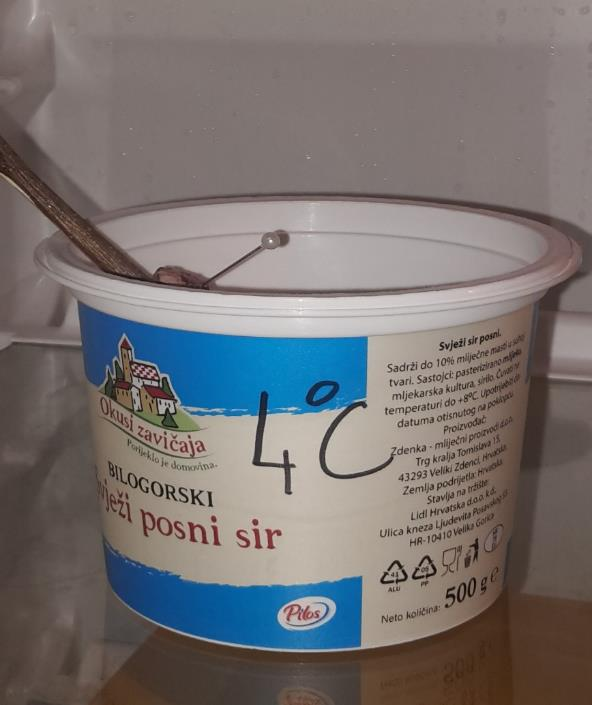 Okusi zavičaja
Porijeklo je domovina.
BILOGORSKI
Svježi posni sir
4°C
Pilos
Svježi sir posni.
Sadrži do 10% mliječne masti u suhoj
tvari. Sastojci: pasterizirano mlijeko,
mljekarska kultura, sirilo. Čuvati na
temperaturi do +8ºC. Upotrijebiti do
datuma otisnutog na poklopcu.
Proizvođač:
Zdenka - mliječni proizvodi d.o.o.
Trg kralja Tomislava 15,
43293 Veliki Zdenci, Hrvatska.
Zemlja podrijetla: Hrvatska.
Stavlja na tržište:
Lidl Hrvatska d.o.o. k.d.,
Ulica kneza Ljudevita Posavskog 53
HR-10410 Velika Gorica
41
ALU
05
PP
Neto količina: 500 g e